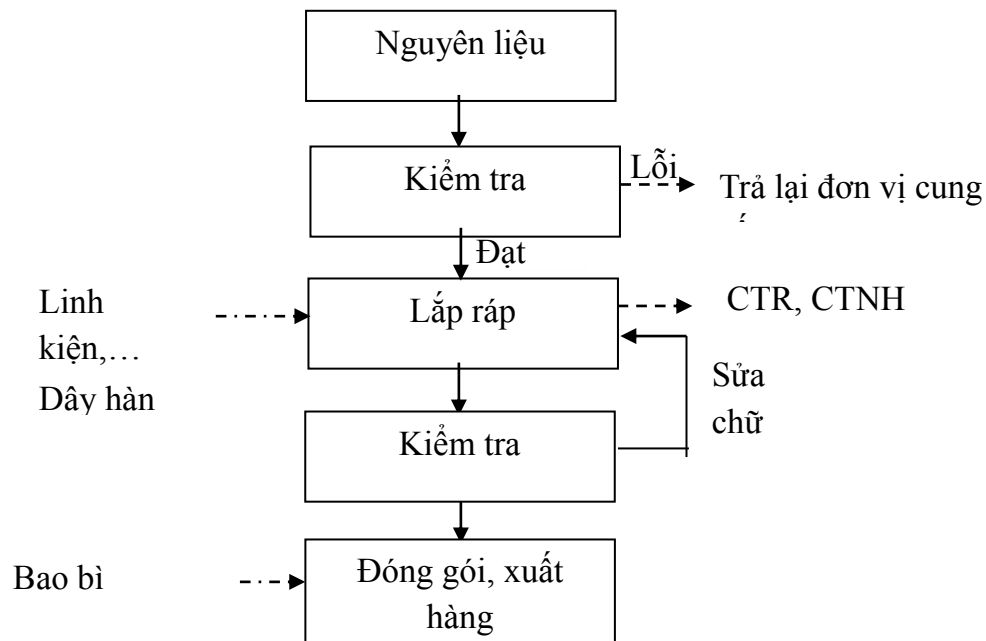 Nguyên liệu
Kiểm tra
Lỗi
Trả lại đơn vị cung
Đạt
Linh
kiện,…
Dây hàn
Lắp ráp
CTR, CTNH
Sửa
chữ
Kiểm tra
Bao bì
Đóng gói, xuất
hàng